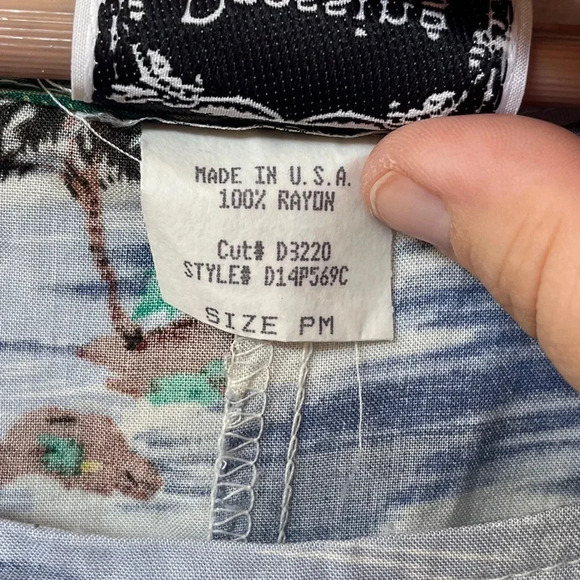 MADE IN U.S.A.
100% RAYON
Cut# D3220
STYLE# D14P569C
SIZE PM